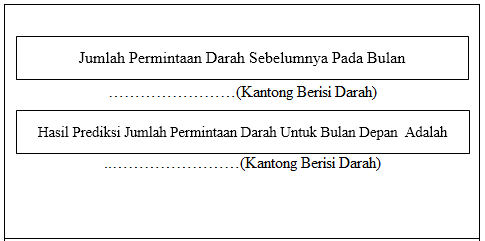 Jumlah Permintaan Darah Sebelumnya Pada Bulan
……………………(Kantong Berisi Darah)
Hasil Prediksi Jumlah Permintaan Darah Untuk Bulan Depan Adalah
..……………………(Kantong Berisi Darah)